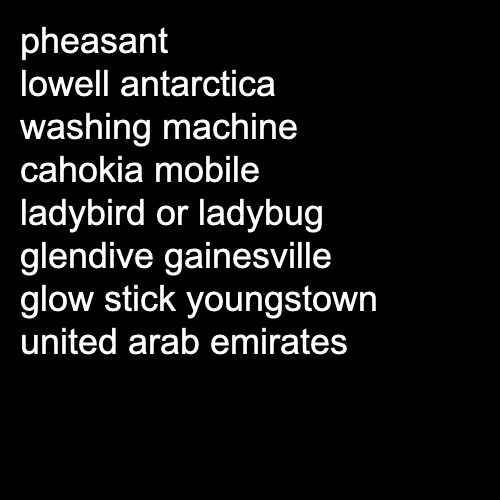 pheasant
lowell antarctica
washing machine
cahokia mobile
ladybird or ladybug
glendive gainesville
glow stick youngstown
united arab emirates